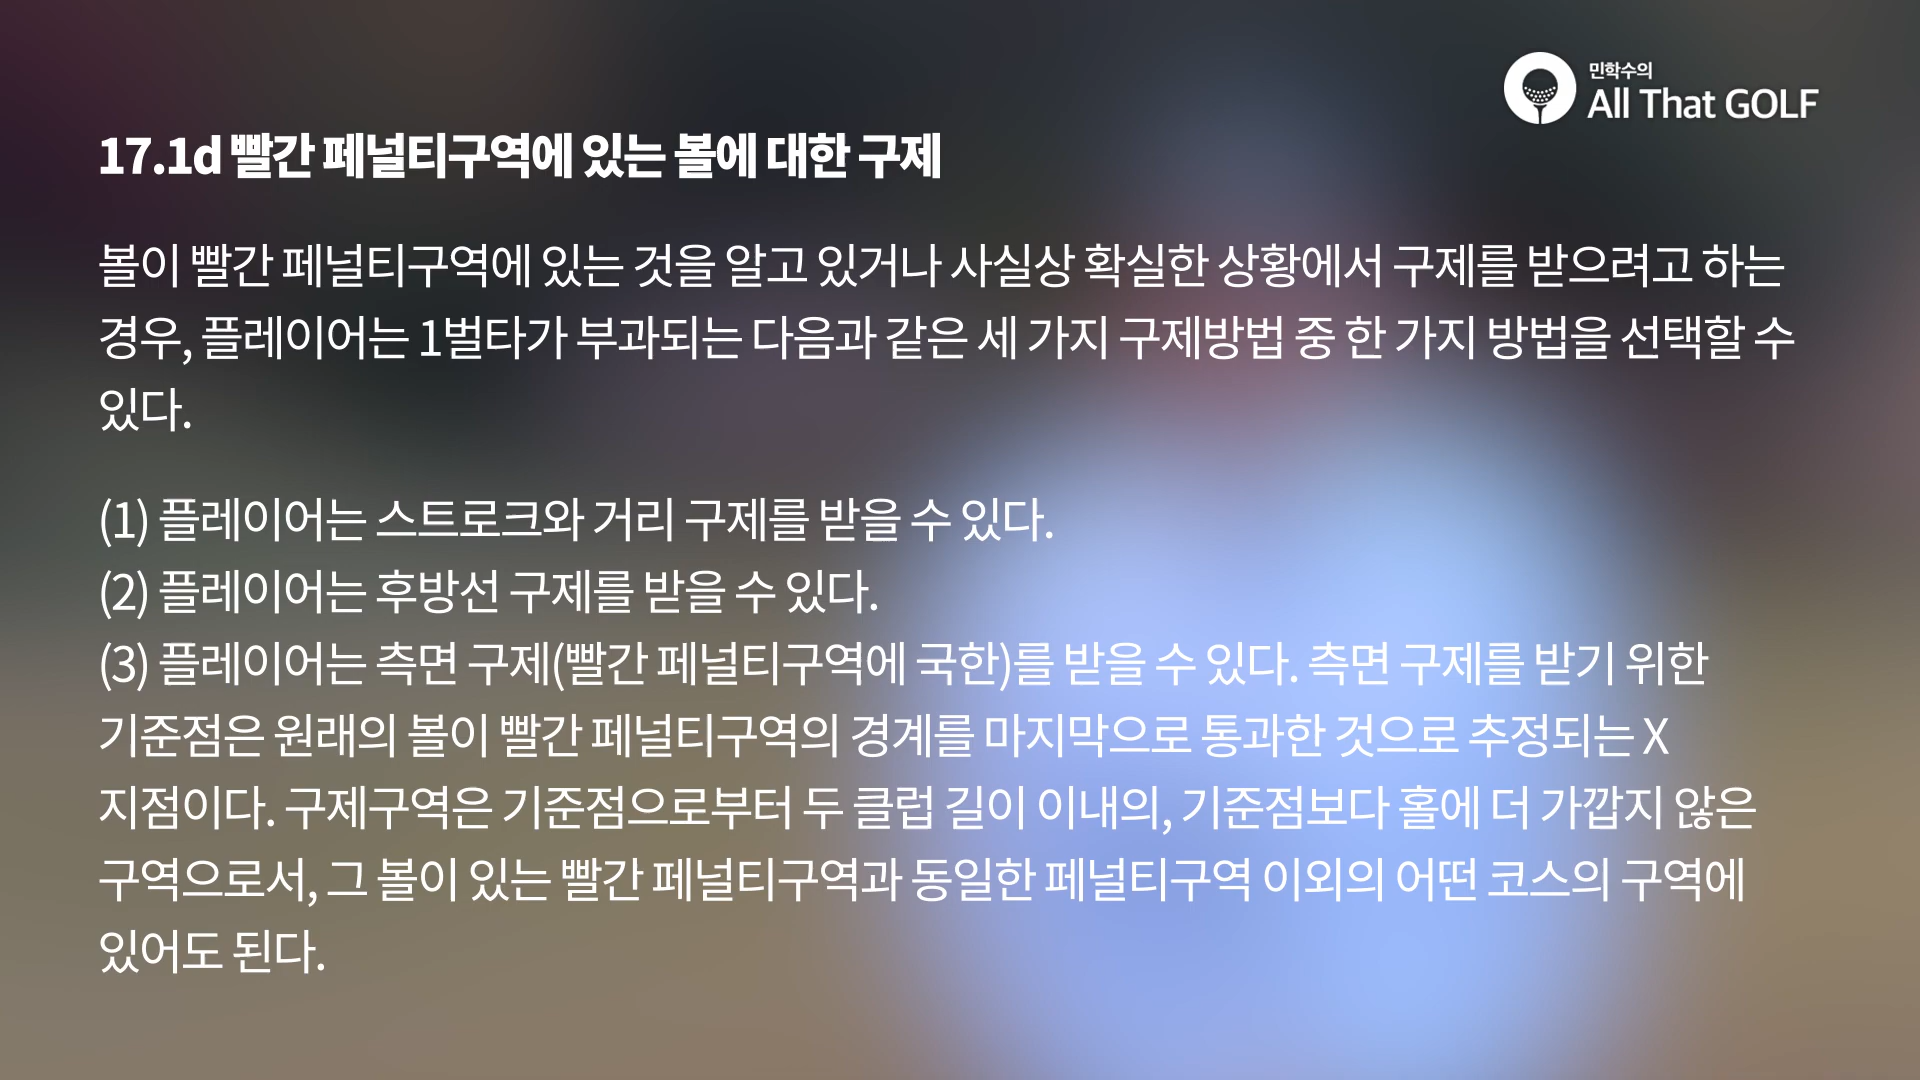 민학수의
All That GOLF
17.1d 빨간 페널티구역에 있는 볼에 대한 구제
볼이 빨간 페널티구역에 있는 것을 알고 있거나 사실상 확실한 상황에서 구제를 받으려고 하는
경우, 플레이어는 1벌타가 부과되는 다음과 같은 세 가지 구제방법 중 한 가지 방법을 선택할 수
있다.
(1) 플레이어는 스트로크와 거리 구제를 받을 수 있다.
(2) 플레이어는 후방선 구제를 받을 수 있다.
(3) 플레이어는 측면 구제(빨간 페널티구역에 국한)를 받을 수 있다. 측면 구제를 받기 위한
기준점은 원래의 볼이 빨간 페널티구역의 경계를 마지막으로 통과한 것으로 추정되는 X
지점이다. 구제구역은 기준점으로부터 두 클럽 길이 이내의, 기준점보다 홀에 더 가깝지 않은
구역으로서, 그 볼이 있는 빨간 페널티구역과 동일한 페널티구역 이외의 어떤 코스의 구역에
있어도 된다.